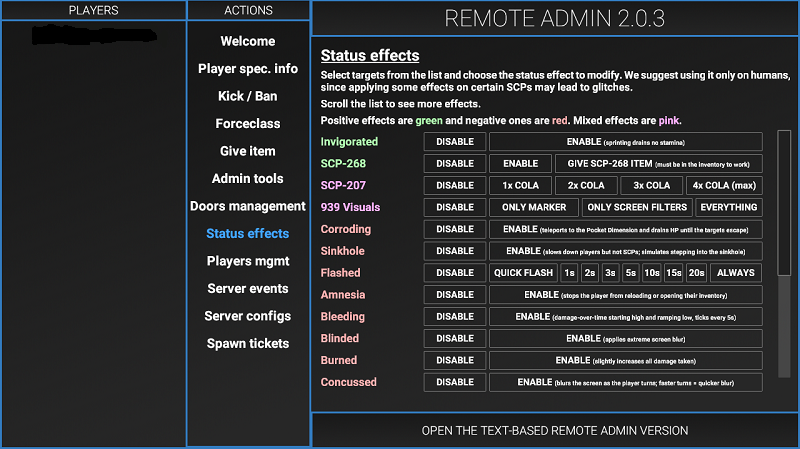 PLAYERS
ACTIONS
Welcome
Player spec. info
Kick / Ban
Forceclass
Give item
Admin tools
Doors management
Status effects
Players mgmt
Server events
Server configs
Spawn tickets
REMOTE ADMIN 2.0.3
Status effects
Select targets from the list and choose the status effect to modify. We suggest using it only on humans,
since applying some effects on certain SCPs may lead to glitches.
Scroll the list to see more effects.
Positive effects are green and negative ones are red. Mixed effects are pink.
Invigorated DISABLE ENABLE (sprinting drains no stamina)
SCP-268 DISABLE ENABLE GIVE SCP-268 ITEM (must be in the inventory to work)
SCP-207 DISABLE 1x COLA 2x COLA 3x COLA 4x COLA (max)
939 Visuals DISABLE ONLY MARKER ONLY SCREEN FILTERS EVERYTHING
Corroding DISABLE ENABLE (teleports to the Pocket Dimension and drains HP until the targets escape)
Sinkhole DISABLE ENABLE (slows down players but not SCPs; simulates stepping into the sinkhole)
Flashed DISABLE QUICK FLASH 1s 2s 3s 5s 10s 15s 20s ALWAYS
Amnesia DISABLE ENABLE (stops the player from reloading or opening their inventory)
Bleeding DISABLE ENABLE (damage-over-time starting high and ramping low, ticks every 5s)
Blinded DISABLE ENABLE (applies extreme screen blur)
Burned DISABLE ENABLE (slightly increases all damage taken)
Concussed DISABLE ENABLE (blurs the screen as the player turns; faster turns = quicker blur)
OPEN THE TEXT-BASED REMOTE ADMIN VERSION